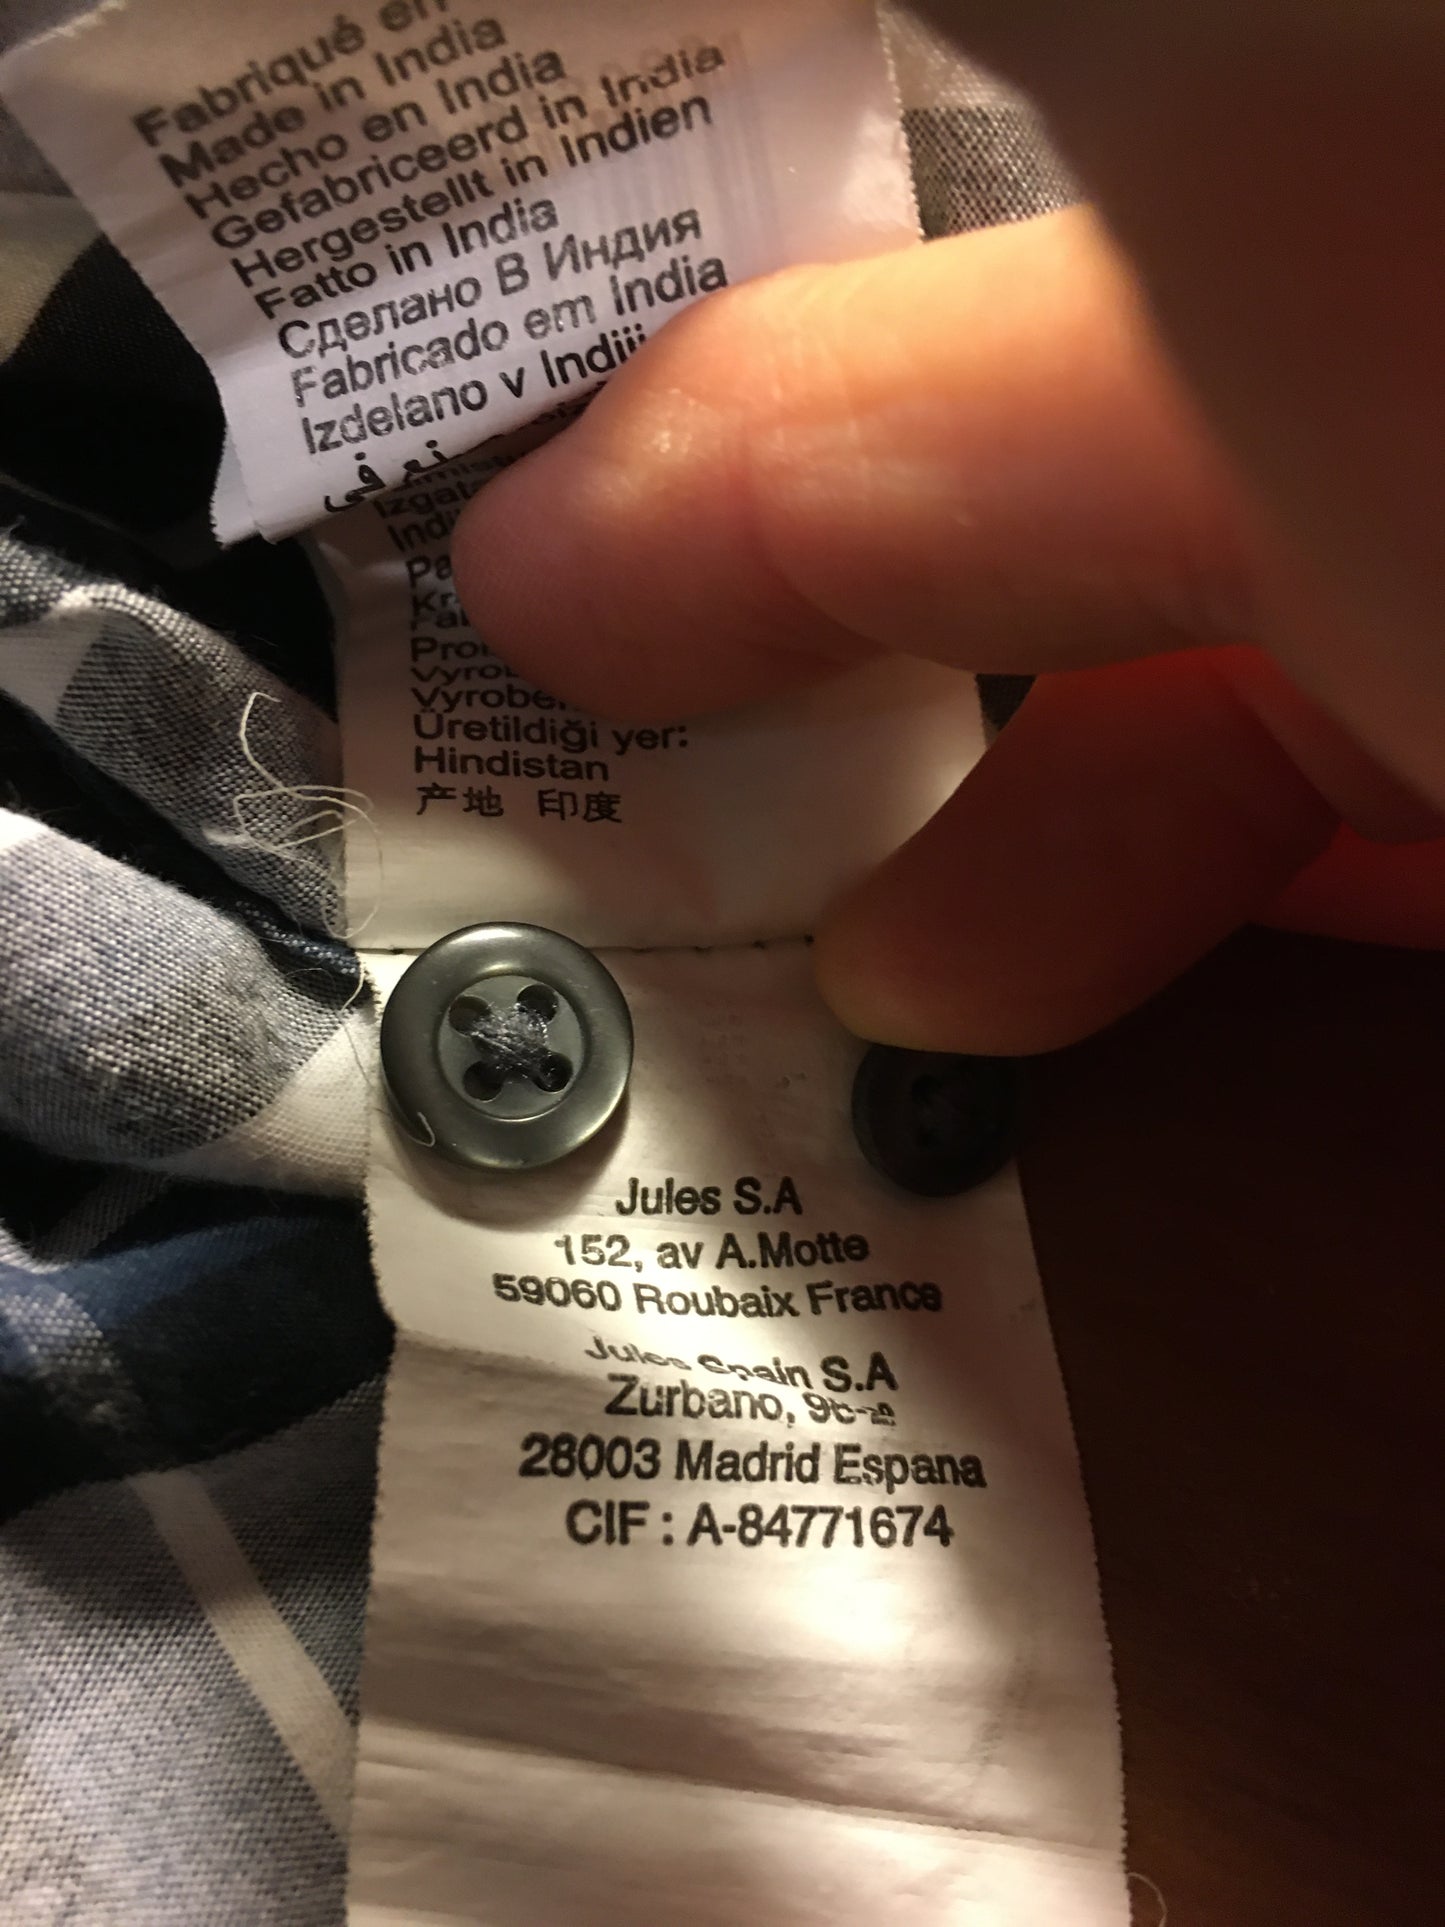 Fabriqué en
Made in India
Hecho en India
Gefabriceerd in India
Hergestellt in Indien
Fatto in India
Сделано В Индия
Fabricado em India
Izdelano v Indiji
في
Üretildiği yer:
Hindistan
产地 印度
Jules S.A
152, av A.Motte
59060 Roubaix France
Jules Spain S.A
Zurbano,
28003 Madrid Espana
CIF : A-84771674